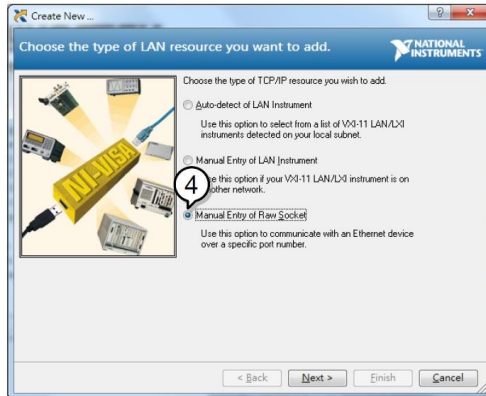 Create New ...
Choose the type of LAN resource you want to add.
NATIONAL
INSTRUMENTS
Choose the type of TCP/IP resource you wish to add.
Auto-detect of LAN Instrument
Use this option to select from a list of VXI-11 LAN/LXI
instruments detected on your local subnet.
Manual Entry of LAN Instrument
this option if your VXI-11 LAN/LXI instrument is on
network.
4
Manual Entry of Raw Socket
Use this option to communicate with an Ethernet device
over a specific port number.
NI-VISA
< Back
Next >
Finish
Cancel